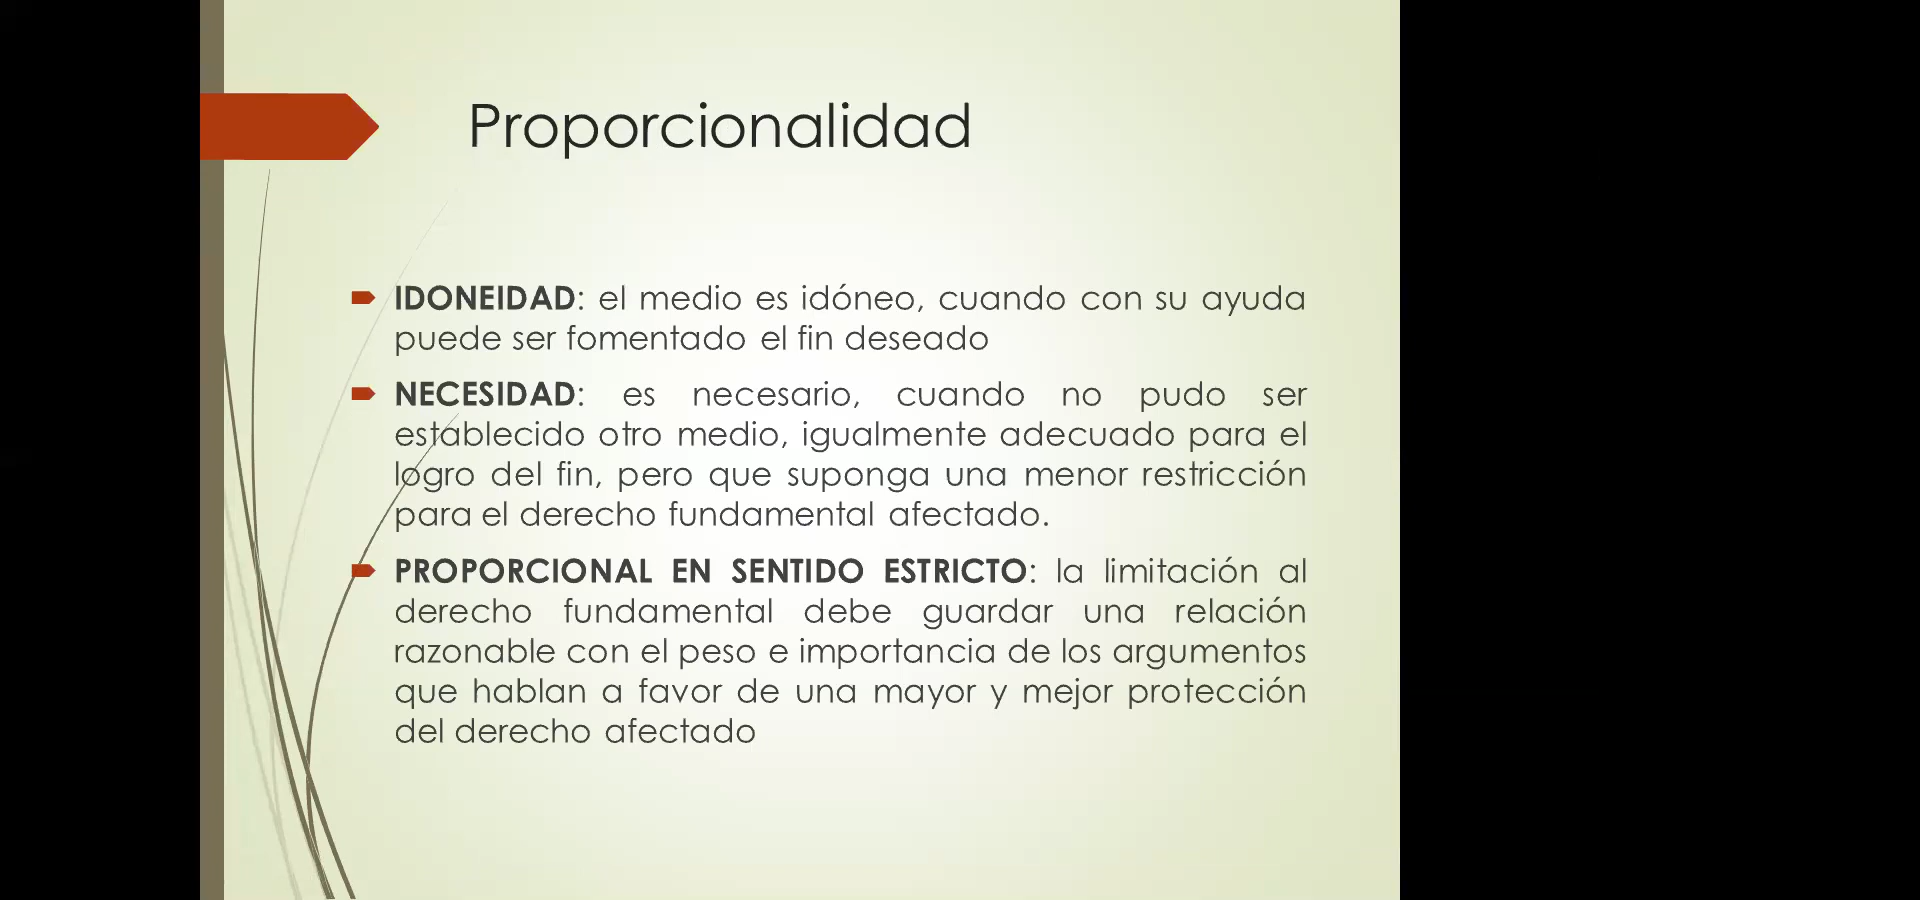 Proporcionalidad
IDONEIDAD: el medio es idóneo, cuando con su ayuda
puede ser fomentado el fin deseado
NECESIDAD: es necesario, cuando no pudo ser
establecido otro medio, igualmente adecuado para el
logro del fin, pero que suponga una menor restricción
para el derecho fundamental afectado.
PROPORCIONAL EN SENTIDO ESTRICTO: la limitación al
derecho fundamental debe guardar una relación
razonable con el peso e importancia de los argumentos
que hablan a favor de una mayor y mejor protección
del derecho afectado